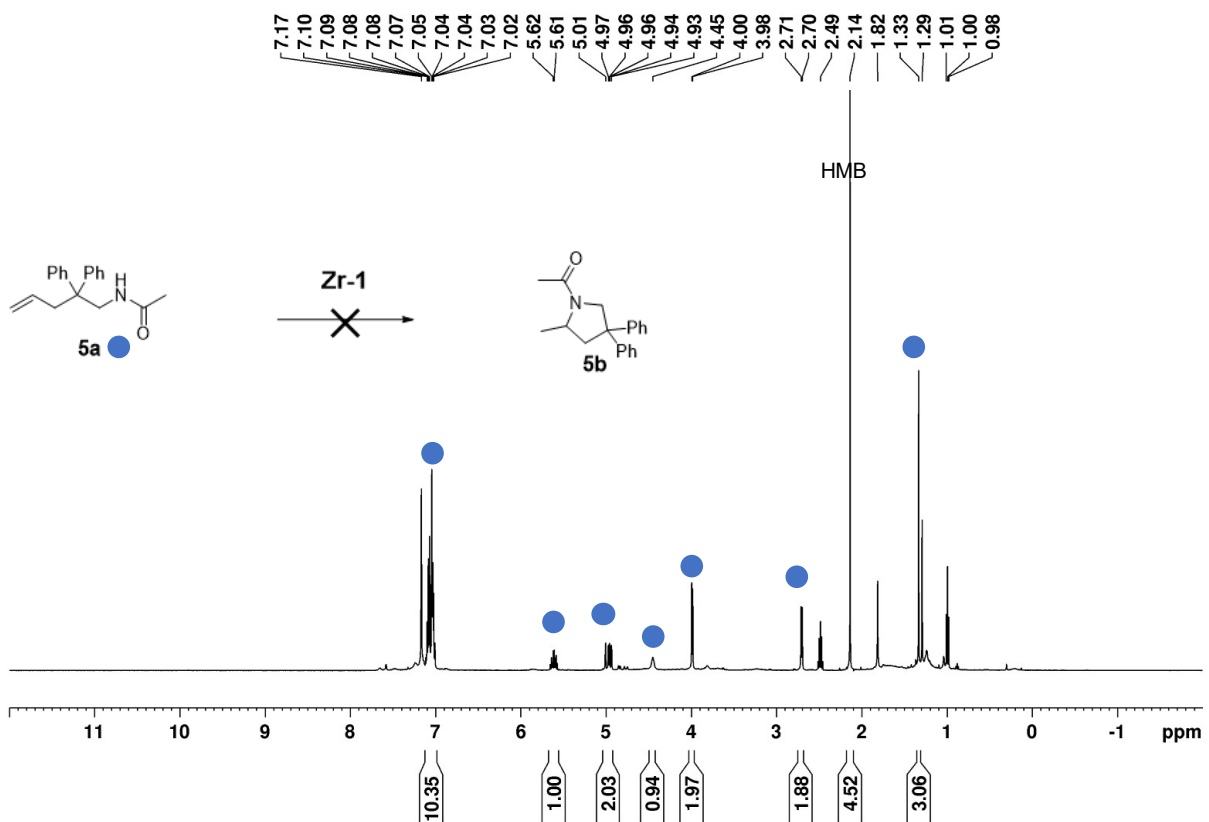 7.17 7.10 7.09 7.08 7.08 7.07 7.05 7.04 7.04 7.03 7.02 5.62 5.61 5.01 4.97 4.96 4.96 4.94 4.93 4.45 4.00 3.98 2.71 2.70 2.49 2.14 1.82 1.33 1.29 1.01 1.00 0.98
HMB
Ph Ph
H
N
O
5a
Zr-1
O
N
Ph
Ph
5b
11 10 9 8 7 6 5 4 3 2 1 0 -1 ppm
10.35 1.00 2.03 0.94 1.97 1.88 4.52 3.06